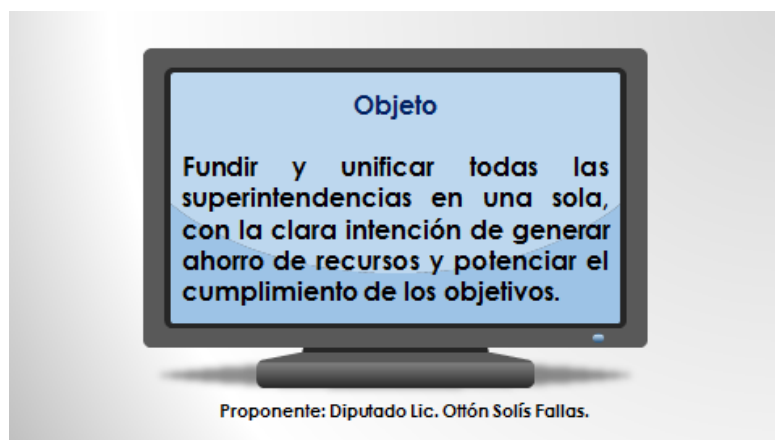 Objeto
Fundir y unificar todas las
superintendencias en una sola,
con la clara intención de generar
ahorro de recursos y potenciar el
cumplimiento de los objetivos.
Proponente: Diputado Lic. Ottón Solís Fallas.